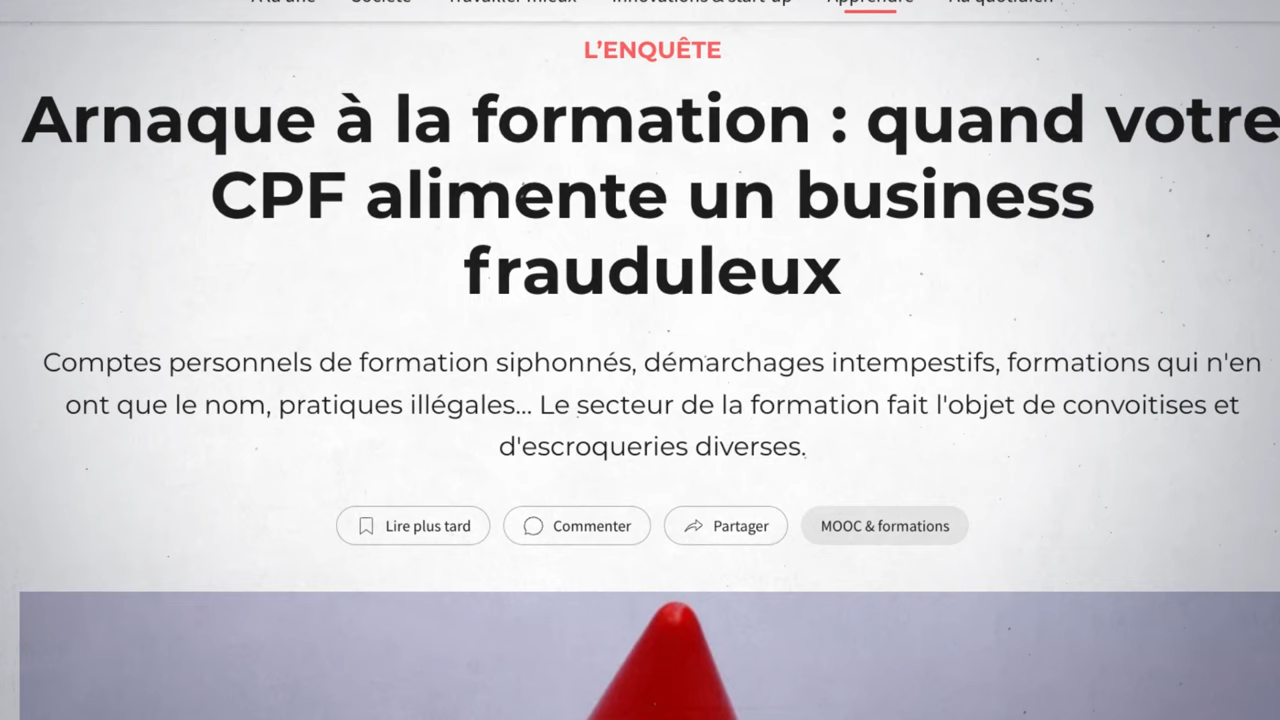 L'ENQUÊTE
Arnaque à la formation : quand votre
CPF alimente un business
frauduleux
Comptes personnels de formation siphonnés, démarchages intempestifs, formations qui n'en
ont que le nom, pratiques illégales... Le secteur de la formation fait l'objet de convoitises et
d'escroqueries diverses.
Lire plus tard Commenter Partager MOOC & formations